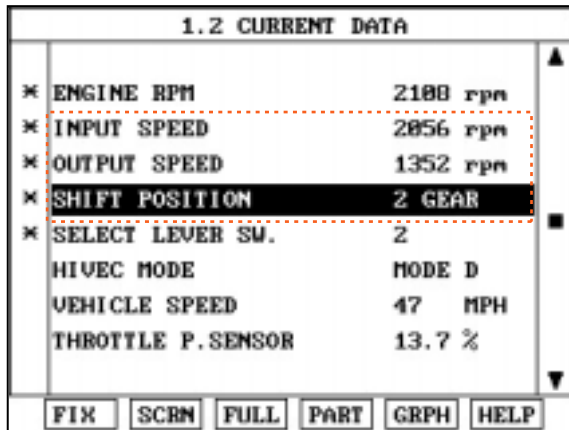 1.2 CURRENT DATA
* ENGINE RPM 2108 rpm
* INPUT SPEED 2056 rpm
* OUTPUT SPEED 1352 rpm
* SHIFT POSITION 2 GEAR
* SELECT LEVER SW. 2
HIVEC MODE MODE D
VEHICLE SPEED 47 MPH
THROTTLE P.SENSOR 13.7 %
FIX SCRN FULL PART GRPH HELP